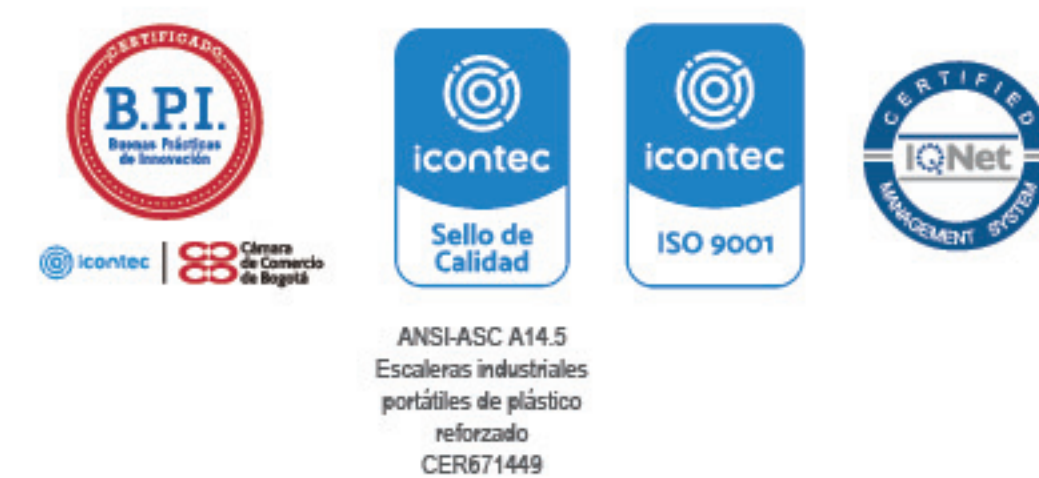 CERTIFICADO
B.P.I.
Buenas Prácticas
de Innovación
icontec
Cámara
de Comercio
de Bogotá
icontec
Sello de
Calidad
ANSI-ASC A14.5
Escaleras industriales
portátiles de plástico
reforzado
CER671449
icontec
ISO 9001
CERTIFIED
IQNet
MANAGEMENT SYSTEM